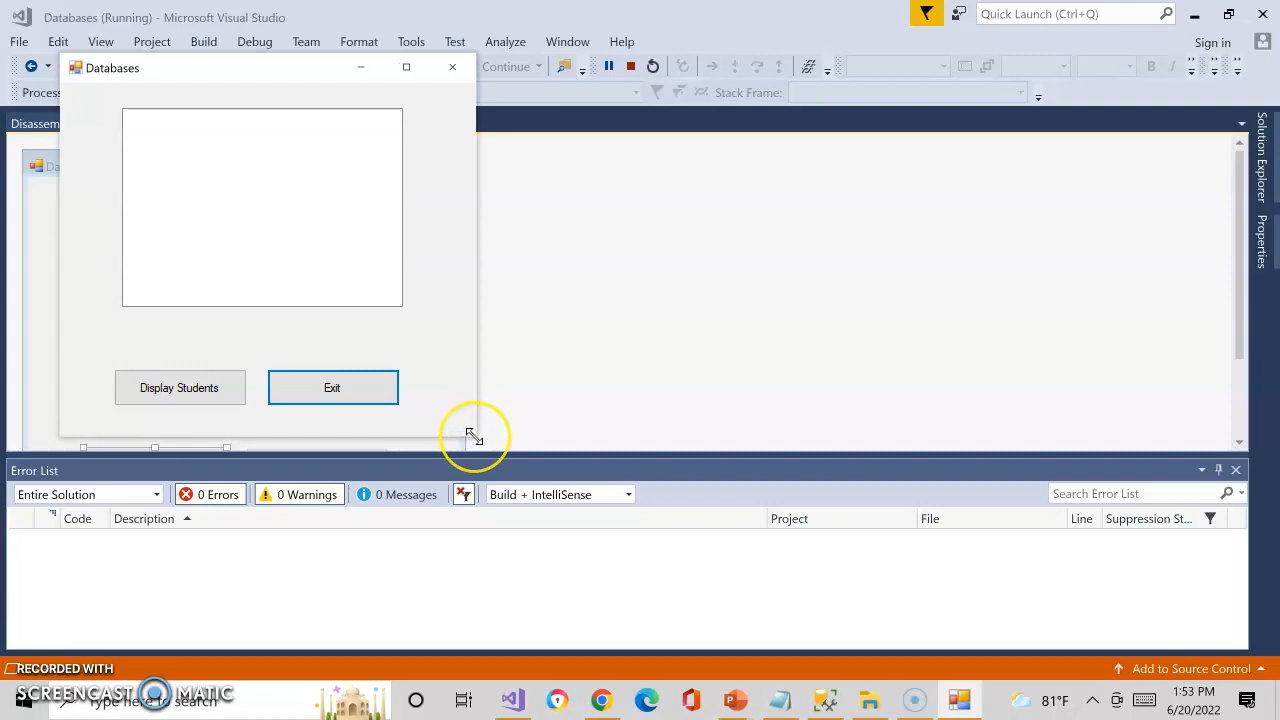 Databases (Running) - Microsoft Visual Studio
Quick Launch (Ctrl+Q)
File Edit View Project Build Debug Team Format Tools Test Analyze Window Help
Sign in
Databases
Continue
Proces
Stack Frame:
Disassem
Da
Solution Explorer
Properties
Display Students
Exit
Error List
Entire Solution
0 Errors
0 Warnings
0 Messages
Build + IntelliSense
Search Error List
Code Description Project File Line Suppression St...
RECORDED WITH
SCREENCAST MATIC
Add to Source Control
Type here to search
81°F
1:53 PM
6/20/2022